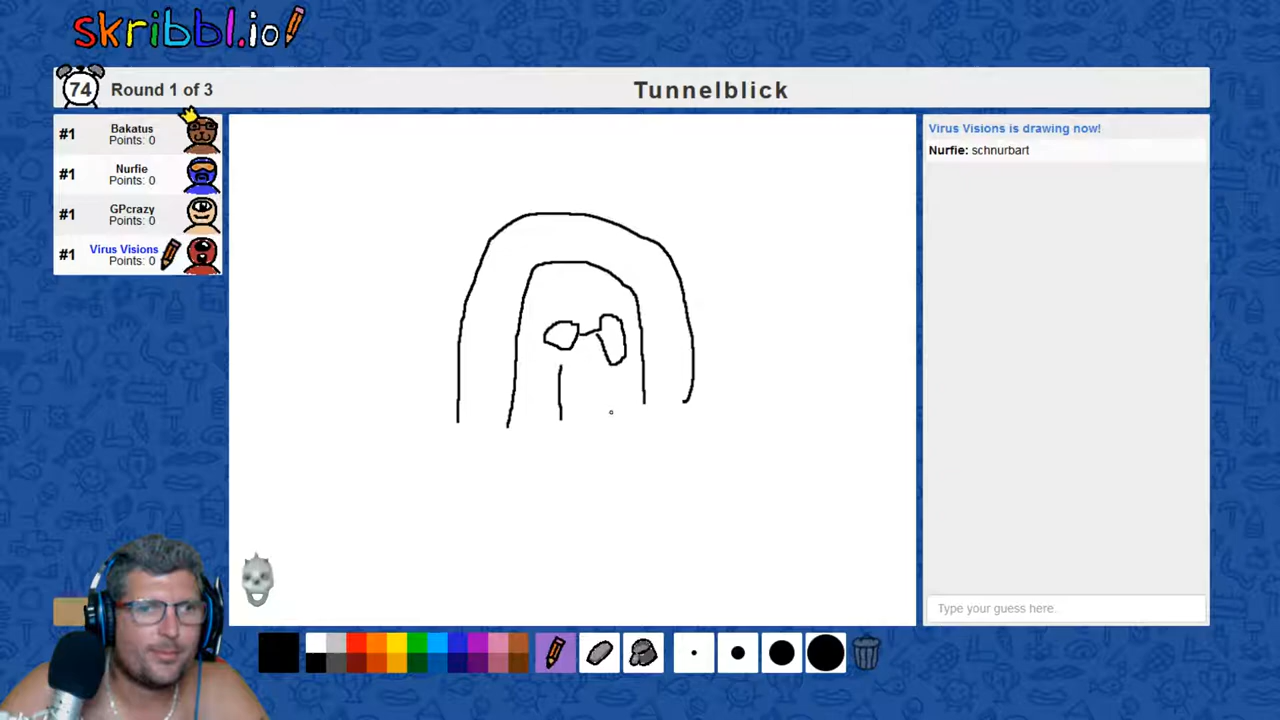 skribbl.io
74
Round 1 of 3
Tunnelblick
#1
Bakatus
Points: 0
#1
Nurfie
Points: 0
#1
GPcrazy
Points: 0
#1
Virus Visions
Points: 0
Virus Visions is drawing now!
Nurfie: schnurbart
Type your guess here...